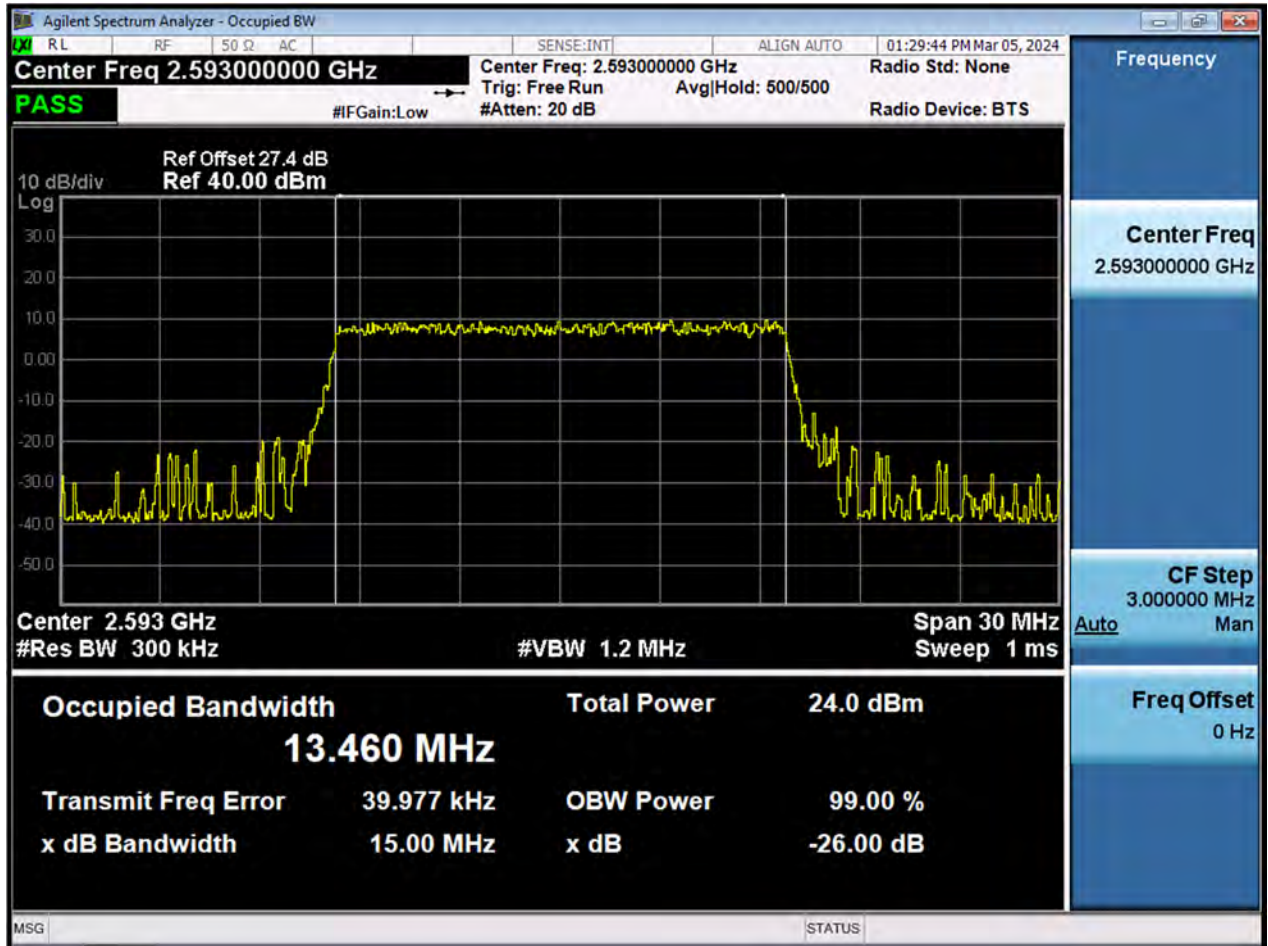 Agilent Spectrum Analyzer - Occupied BW
LXI RL RF 50 Ω AC SENSE:INT ALIGN AUTO 01:29:44 PM Mar 05, 2024
Center Freq 2.593000000 GHz
Center Freq: 2.593000000 GHz Radio Std: None
Trig: Free Run Avg|Hold: 500/500
PASS
#IFGain:Low #Atten: 20 dB Radio Device: BTS
Ref Offset 27.4 dB
10 dB/div Ref 40.00 dBm
Log
30.0
20.0
10.0
0.00
-10.0
-20.0
-30.0
-40.0
-50.0
Center 2.593 GHz Span 30 MHz
#Res BW 300 kHz #VBW 1.2 MHz Sweep 1 ms
Occupied Bandwidth Total Power 24.0 dBm
13.460 MHz
Transmit Freq Error 39.977 kHz OBW Power 99.00 %
x dB Bandwidth 15.00 MHz x dB -26.00 dB
MSG STATUS
Frequency
Center Freq
2.593000000 GHz
CF Step
3.000000 MHz
Auto Man
Freq Offset
0 Hz